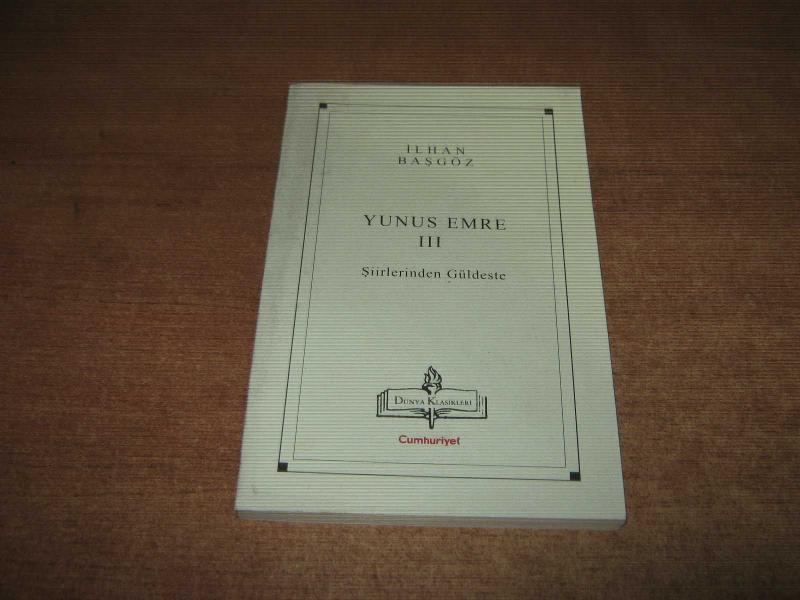 İLHAN
BAŞGÖZ
YUNUS EMRE
III
Şiirlerinden Güldeste
DÜNYA KLASİKLERİ
Cumhuriyet